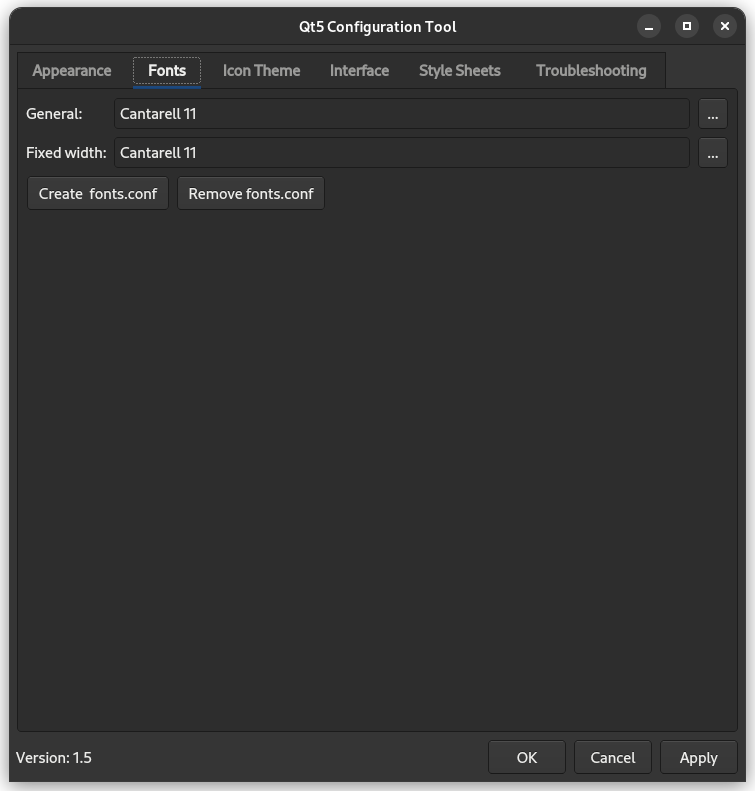 Qt5 Configuration Tool
Appearance Fonts Icon Theme Interface Style Sheets Troubleshooting
General: Cantarell 11 ...
Fixed width: Cantarell 11 ...
Create fonts.conf Remove fonts.conf
Version: 1.5 OK Cancel Apply